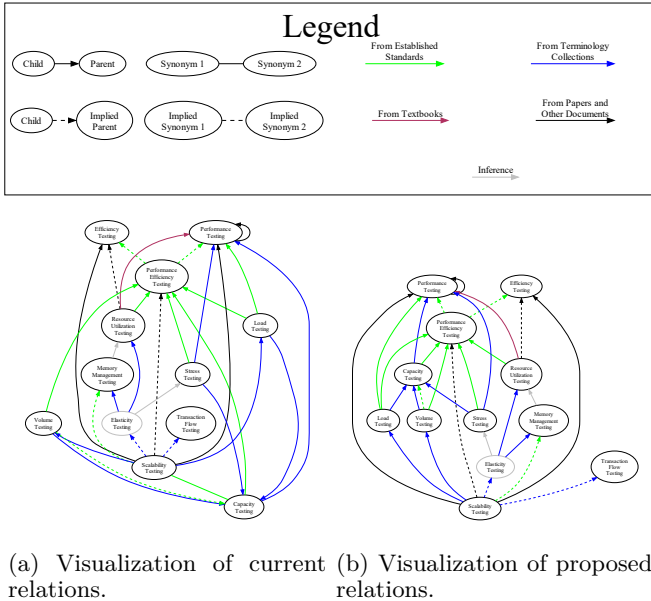 Legend
From Established
Standards
From Terminology
Collections
Child
Parent
Synonym 1
Synonym 2
From Textbooks
From Papers and
Other Documents
Child
Implied
Parent
Implied
Synonym 1
Implied
Synonym 2
Inference
Efficiency
Testing
Performance
Testing
Performance
Efficiency
Testing
Resource
Utilization
Testing
Load
Testing
Memory
Management
Testing
Stress
Testing
Volume
Testing
Elasticity
Testing
Transaction
Flow
Testing
Scalability
Testing
Capacity
Testing
Performance
Testing
Efficiency
Testing
Performance
Efficiency
Testing
Capacity
Testing
Resource
Utilization
Testing
Load
Testing
Volume
Testing
Stress
Testing
Memory
Management
Testing
Elasticity
Testing
Transaction
Flow
Testing
Scalability
Testing
(a) Visualization of current
relations.
(b) Visualization of proposed
relations.